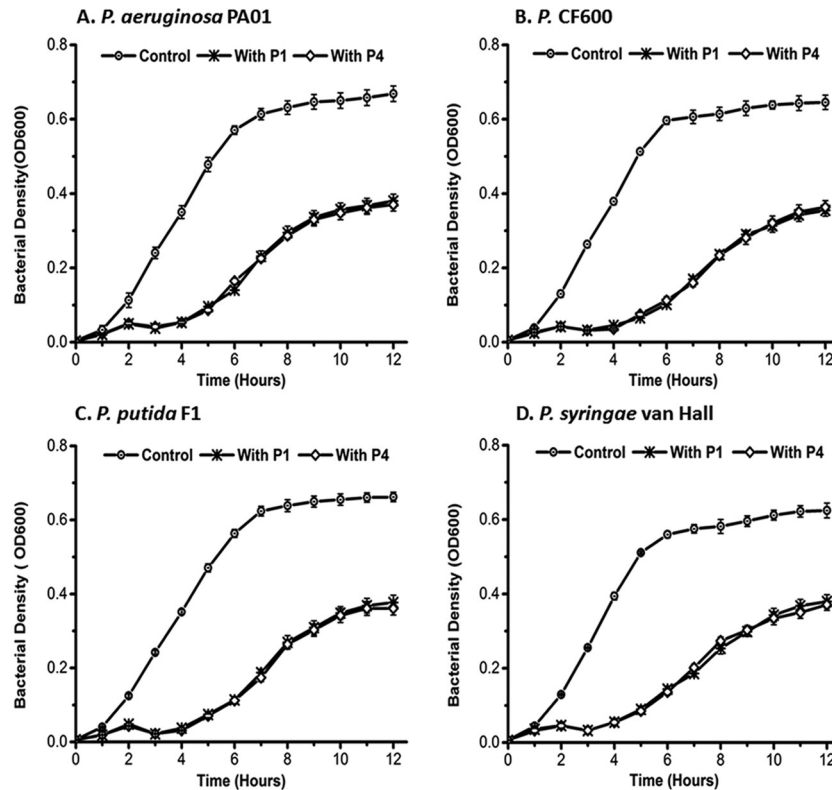 A. P. aeruginosa PA01
Control With P1 With P4
Bacterial Density(OD600)
0.8
0.6
0.4
0.2
0.0
0 2 4 6 8 10 12
Time (Hours)
B. P. CF600
Control With P1 With P4
Bacterial Density (OD600)
0.8
0.6
0.4
0.2
0.0
0 2 4 6 8 10 12
Time (Hours)
C. P. putida F1
Control With P1 With P4
Bacterial Density ( OD600)
0.8
0.6
0.4
0.2
0.0
0 2 4 6 8 10 12
Time (Hours)
D. P. syringae van Hall
Control With P1 With P4
Bacterial Density (OD600)
0.8
0.6
0.4
0.2
0.0
0 2 4 6 8 10 12
Time (Hours)